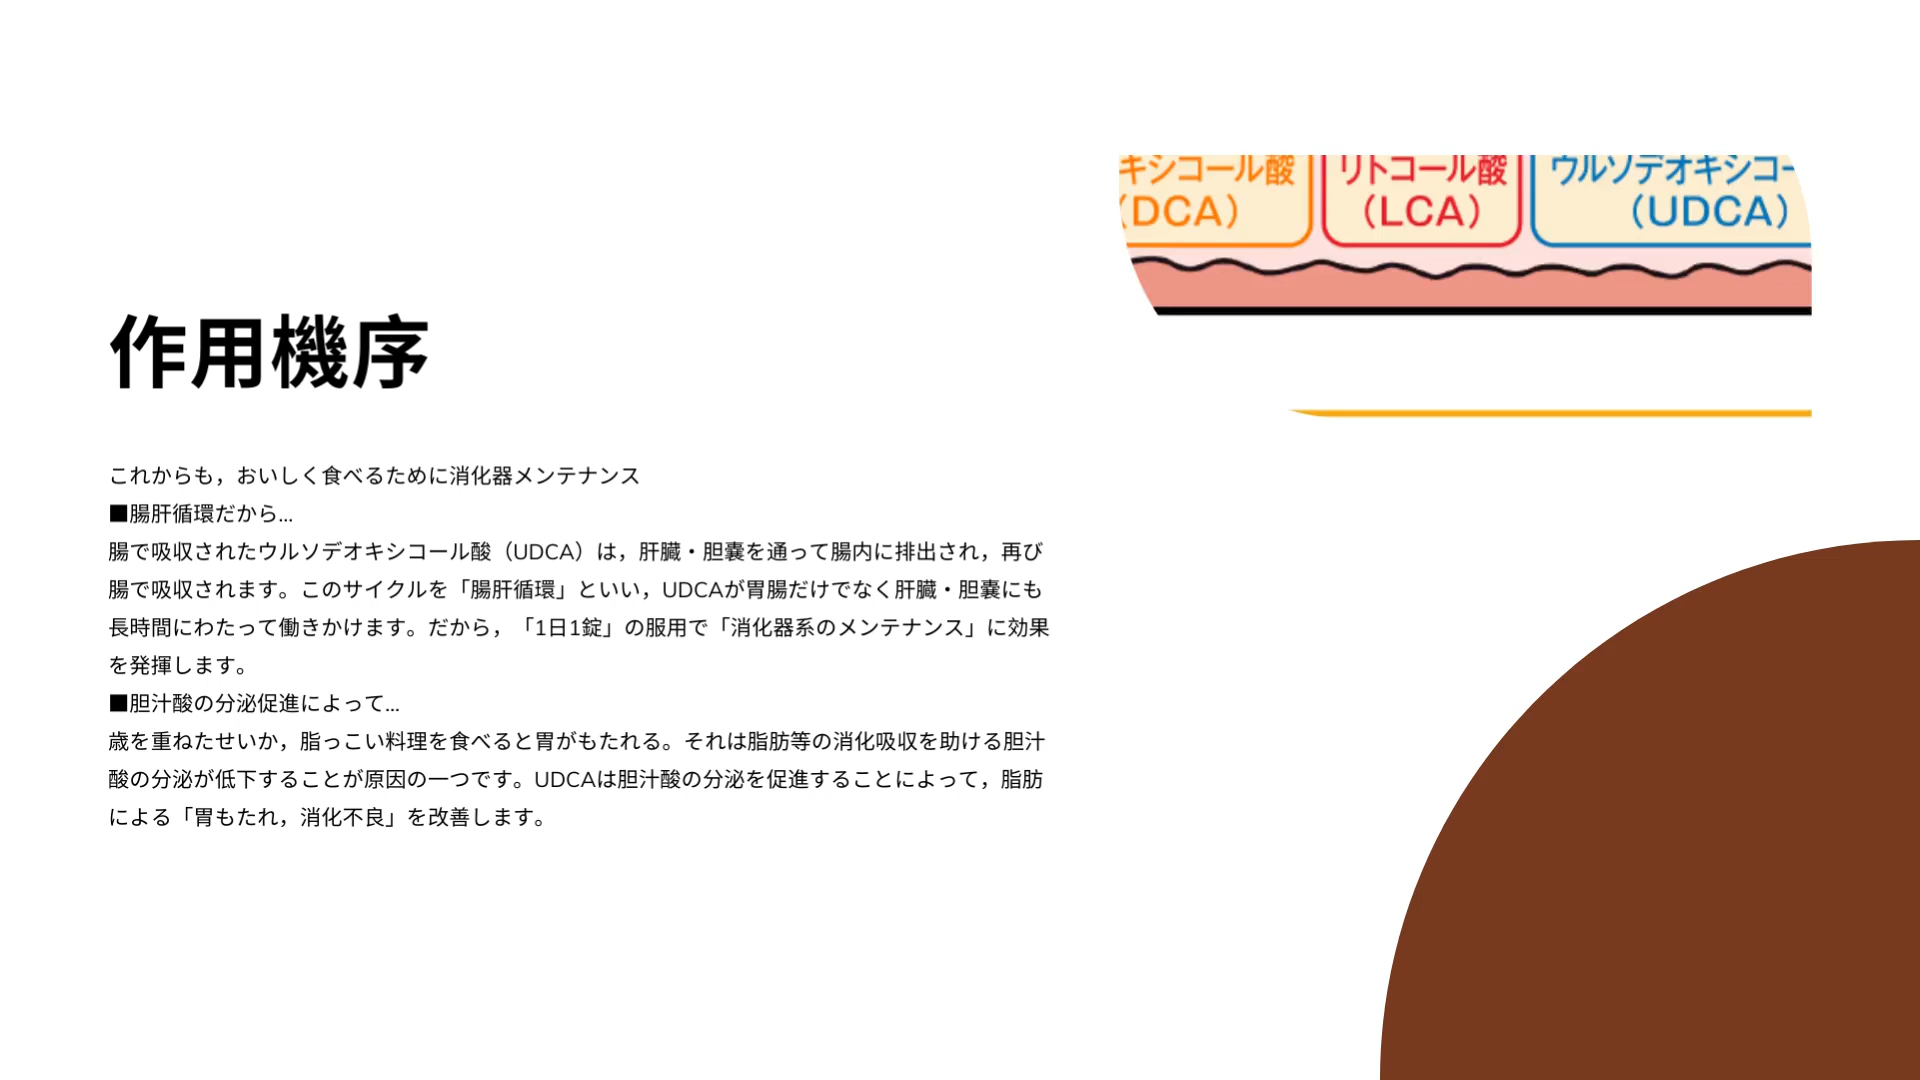 作用機序
これからも，おいしく食べるために消化器メンテナンス
■腸肝循環だから...
腸で吸収されたウルソデオキシコール酸（UDCA）は，肝臓・胆嚢を通って腸内に排出され，再び
腸で吸収されます。このサイクルを「腸肝循環」といい，UDCAが胃腸だけでなく肝臓・胆嚢にも
長時間にわたって働きかけます。だから，「1日1錠」の服用で「消化器系のメンテナンス」に効果
を発揮します。
■胆汁酸の分泌促進によって...
歳を重ねたせいか，脂っこい料理を食べると胃がもたれる。それは脂肪等の消化吸収を助ける胆汁
酸の分泌が低下することが原因の一つです。UDCAは胆汁酸の分泌を促進することによって，脂肪
による「胃もたれ，消化不良」を改善します。
キシコール酸
（DCA）
リトコール酸
（LCA）
ウルソデオキシコー
（UDCA）